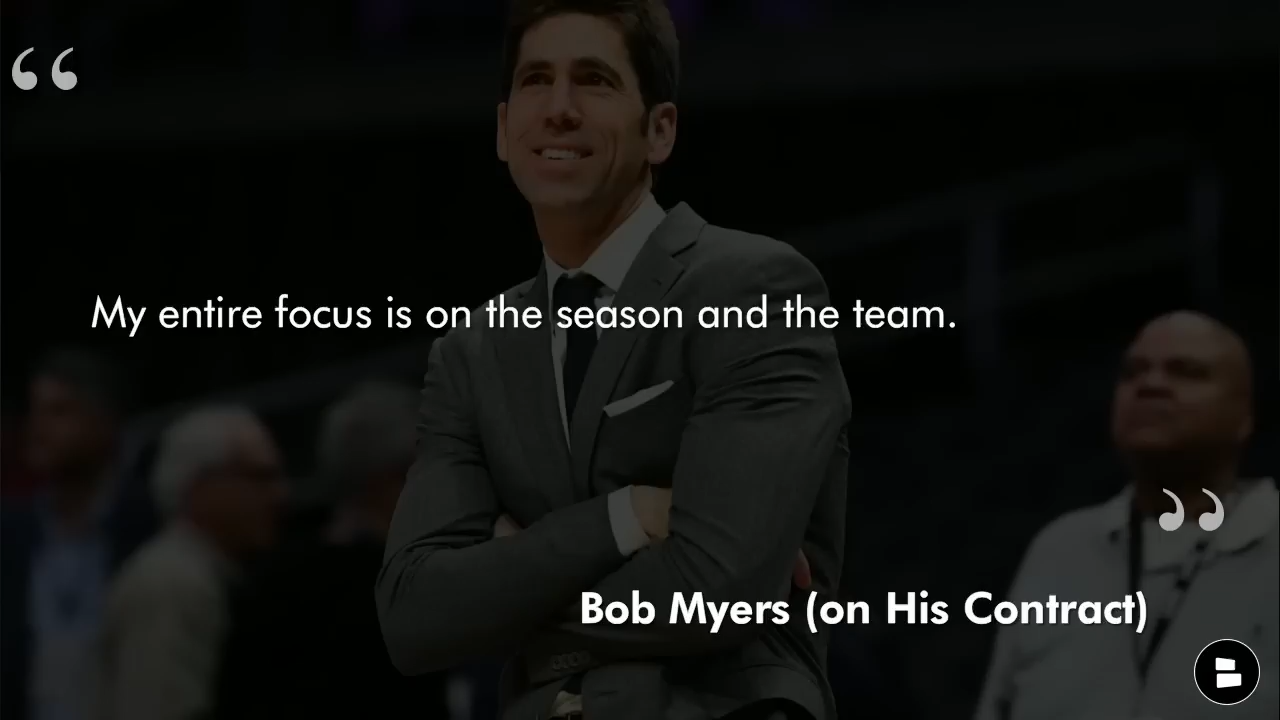 “
My entire focus is on the season and the team.
”
Bob Myers (on His Contract)